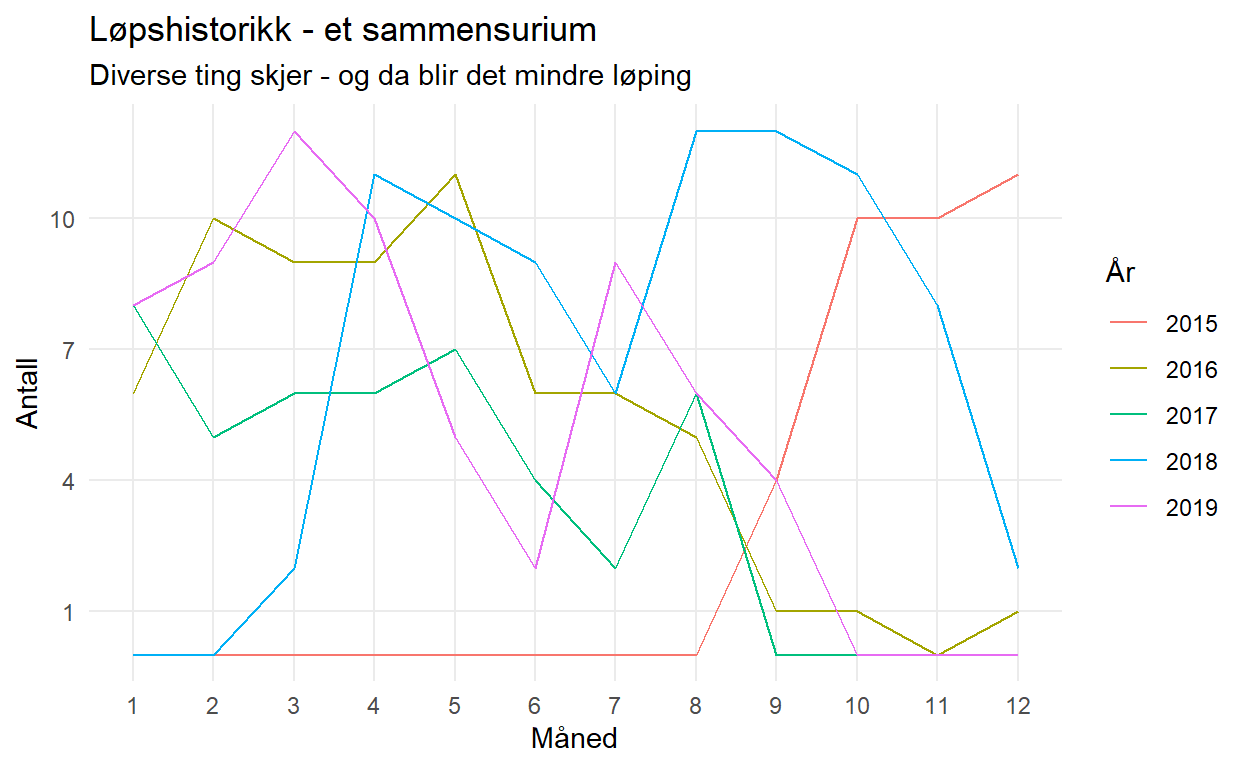 Løpshistorikk - et sammensurium
Diverse ting skjer - og da blir det mindre løping
10
7
4
1
Antall
1 2 3 4 5 6 7 8 9 10 11 12
Måned
År
2015
2016
2017
2018
2019